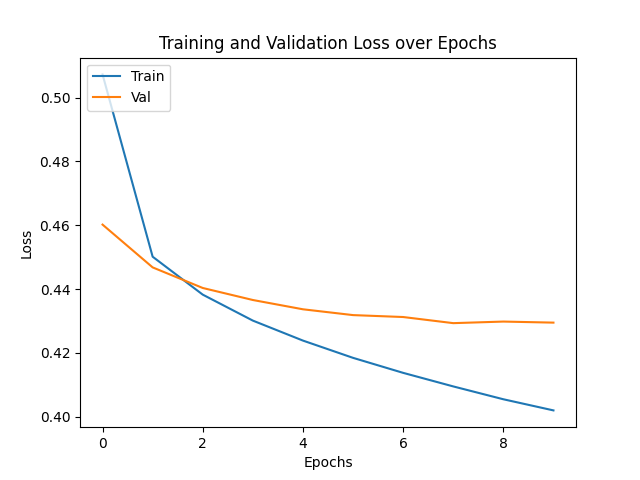 Training and Validation Loss over Epochs
Train
Val
0.50
0.48
0.46
0.44
0.42
0.40
Loss
0 2 4 6 8
Epochs